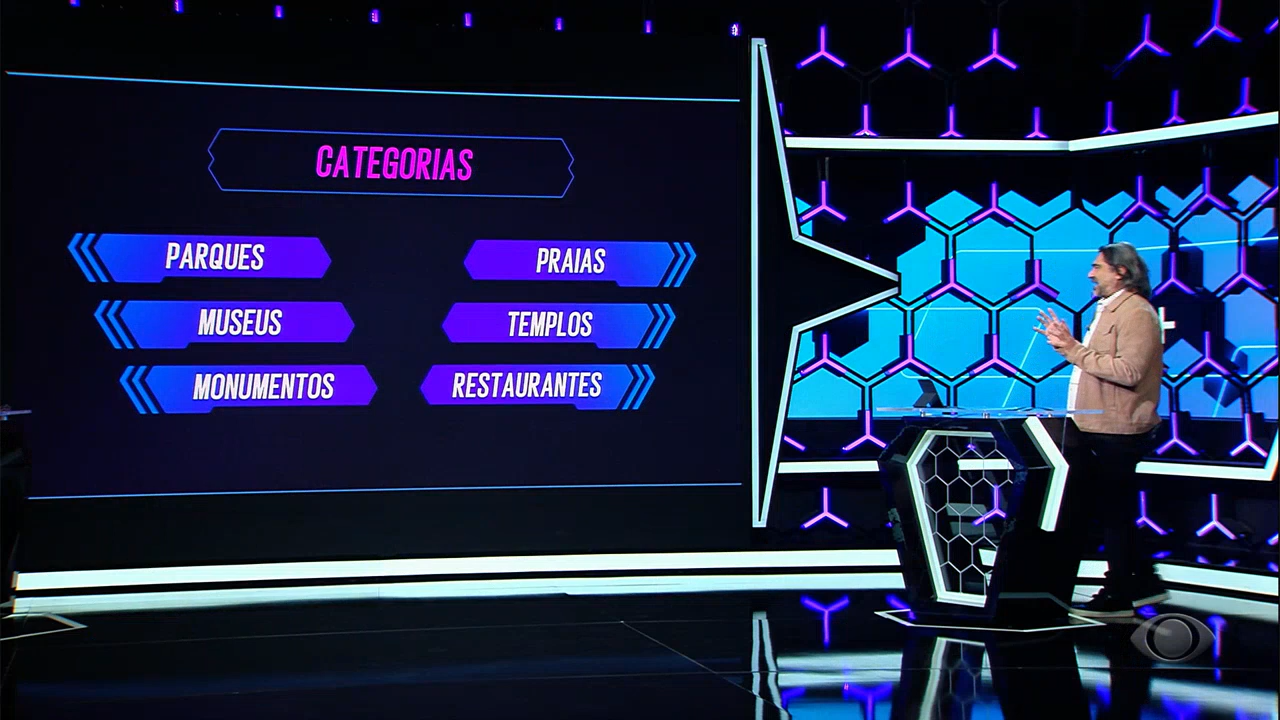 CATEGORIAS
PARQUES
PRAIAS
MUSEUS
TEMPLOS
MONUMENTOS
RESTAURANTES